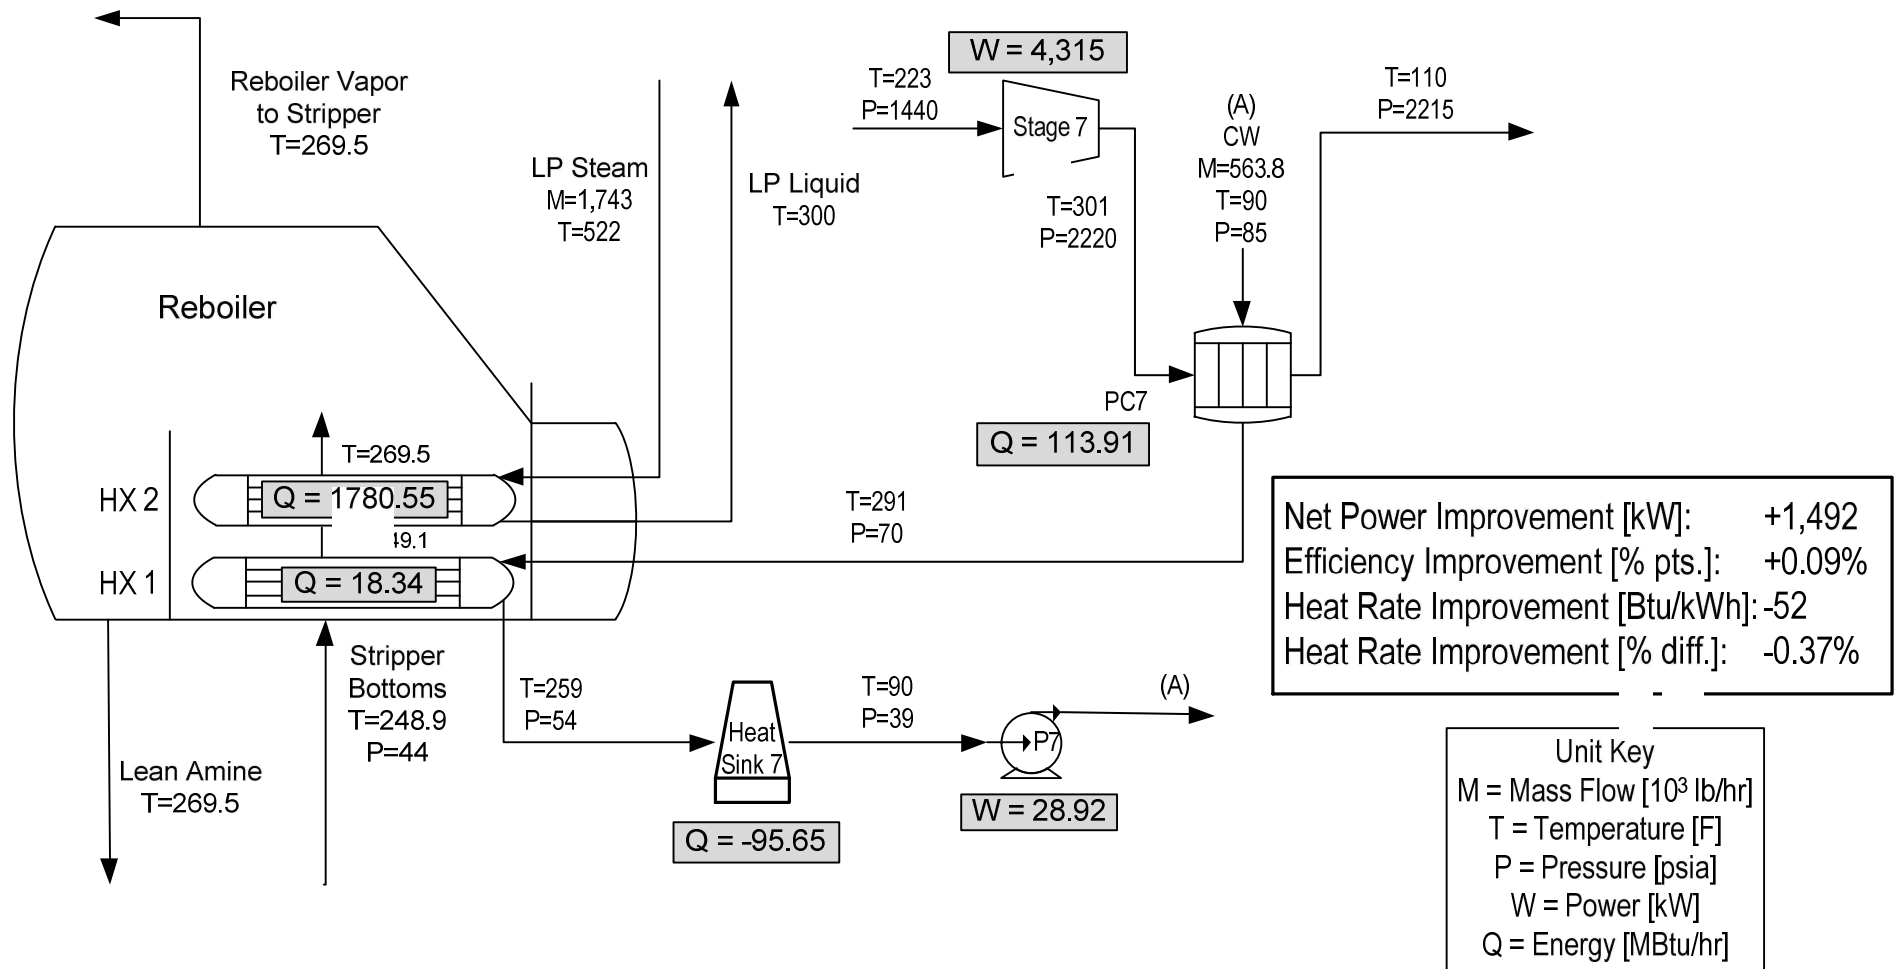 Reboiler Vapor
to Stripper
T=269.5
Reboiler
LP Steam
M=1,743
T=522
LP Liquid
T=300
W = 4,315
T=223
P=1440
Stage 7
T=301
P=2220
(A)
CW
M=563.8
T=90
P=85
T=110
P=2215
PC7
Q = 113.91
T=269.5
HX 2
Q = 1780.55
49.1
HX 1
Q = 18.34
T=291
P=70
Net Power Improvement [kW]: +1,492
Efficiency Improvement [% pts.]: +0.09%
Heat Rate Improvement [Btu/kWh]: -52
Heat Rate Improvement [% diff.]: -0.37%
Stripper
Bottoms
T=248.9
P=44
Lean Amine
T=269.5
T=259
P=54
Heat
Sink 7
Q = -95.65
T=90
P=39
P7
W = 28.92
(A)
Unit Key
M = Mass Flow [10³ lb/hr]
T = Temperature [F]
P = Pressure [psia]
W = Power [kW]
Q = Energy [MBtu/hr]